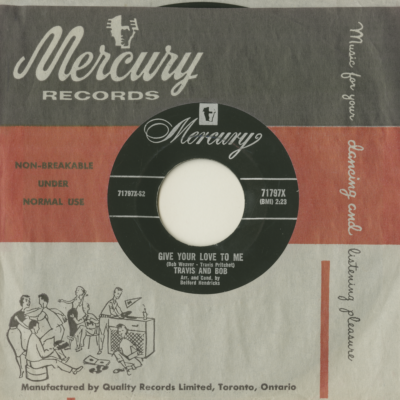 Mercury
RECORDS
Music for your dancing and listening pleasure
NON-BREAKABLE
UNDER
NORMAL USE
Mercury
71797X-S2
71797X
(BMI) 2:23
GIVE YOUR LOVE TO ME
(Bob Weaver - Travis Pritchett)
TRAVIS AND BOB
Arr. and Cond. by
Belford Hendricks
Manufactured by Quality Records Limited, Toronto, Ontario